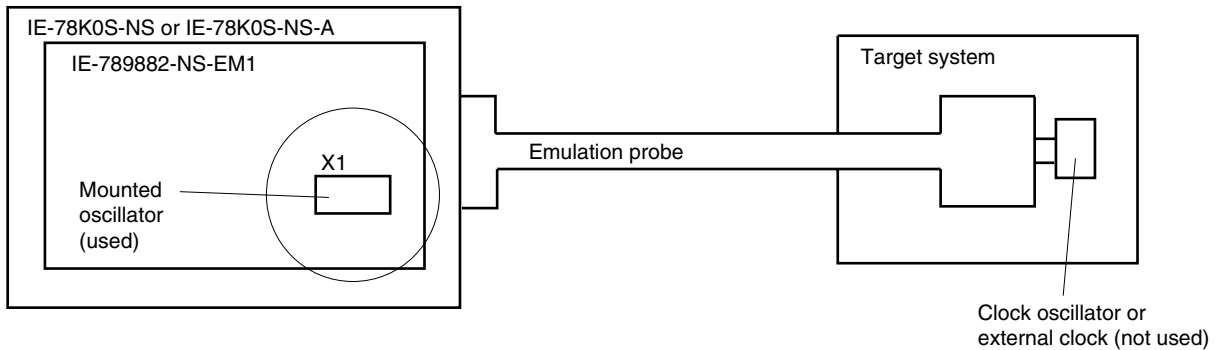 IE-78K0S-NS or IE-78K0S-NS-A
IE-789882-NS-EM1
X1
Mounted
oscillator
(used)
Emulation probe
Target system
Clock oscillator or
external clock (not used)